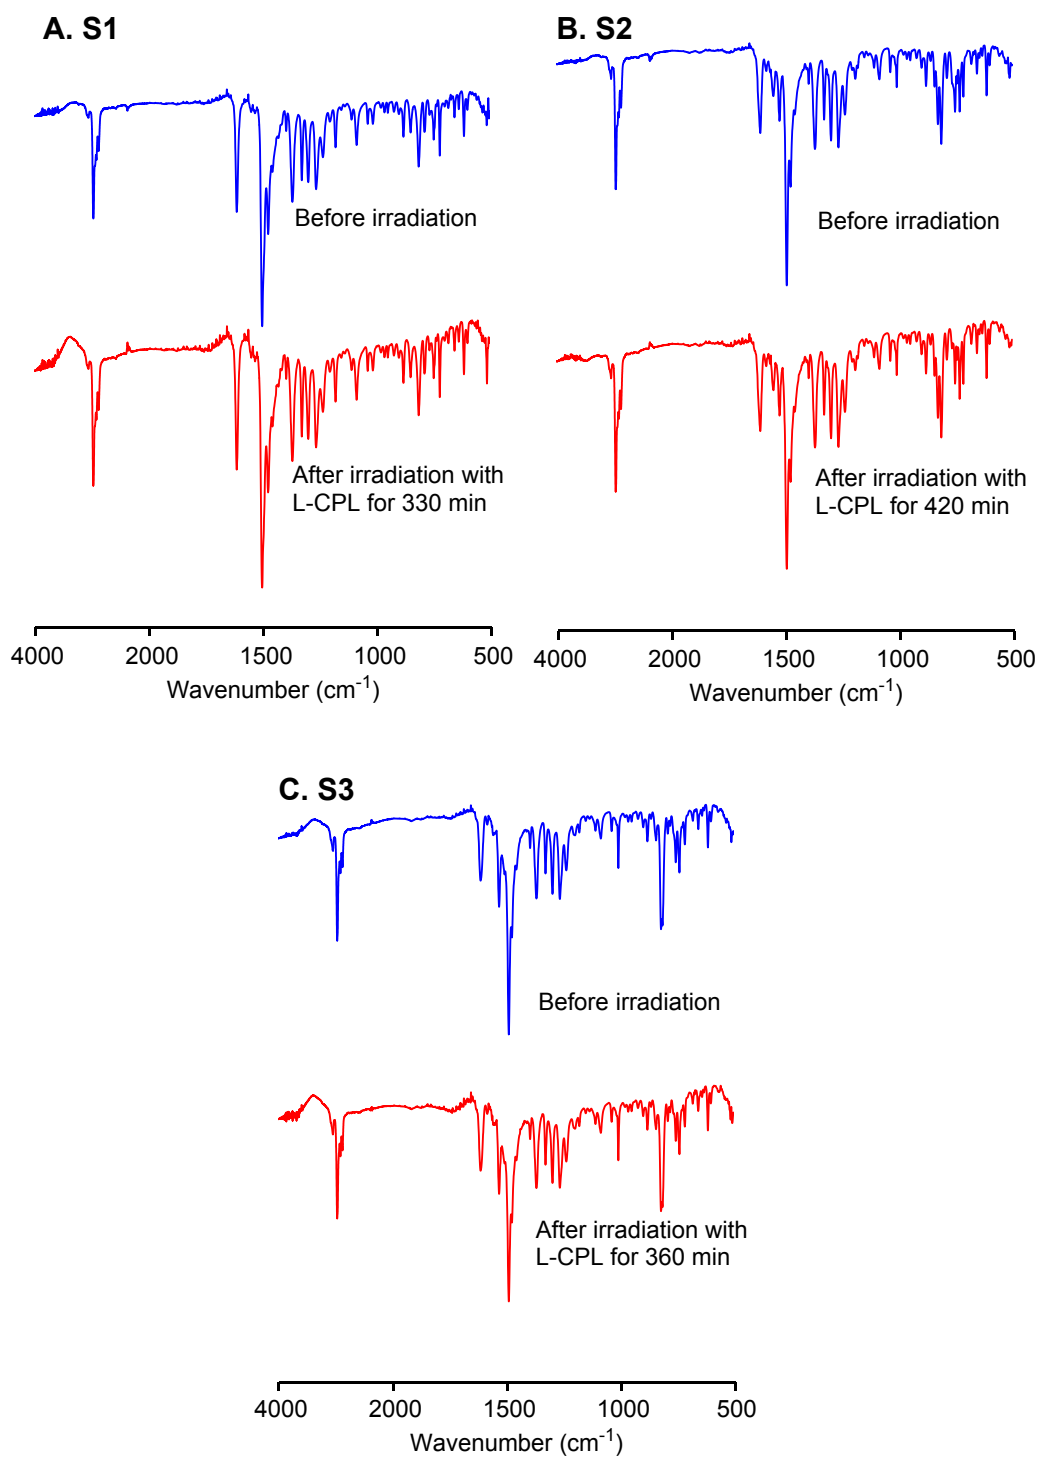 A. S1
Before irradiation
After irradiation with
L-CPL for 330 min
4000 2000 1500 1000 500
Wavenumber (cm-1)
B. S2
Before irradiation
After irradiation with
L-CPL for 420 min
4000 2000 1500 1000 500
Wavenumber (cm-1)
C. S3
Before irradiation
After irradiation with
L-CPL for 360 min
4000 2000 1500 1000 500
Wavenumber (cm-1)